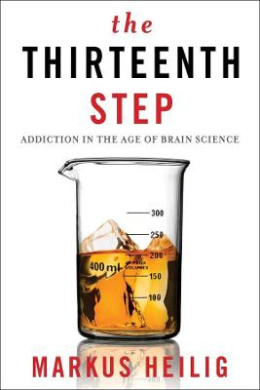 the
THIRTEENTH
STEP
ADDICTION IN THE AGE OF BRAIN SCIENCE
300
250
200
400 ml
150
100
MARKUS HEILIG